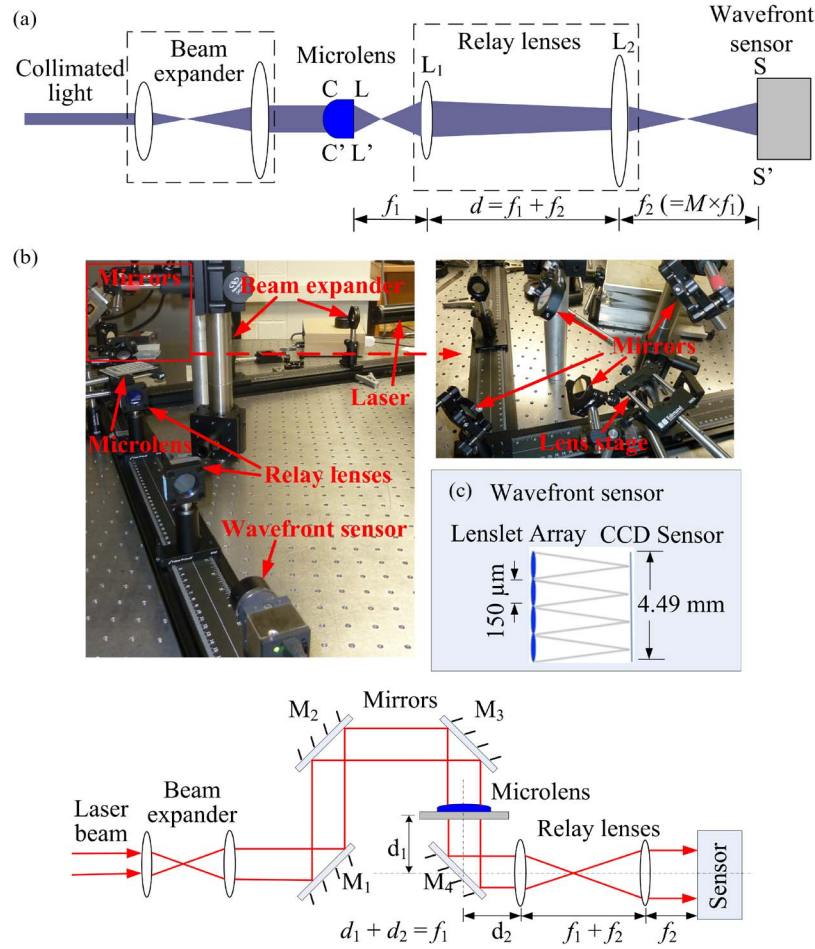 (a)
Beam
expander
Microlens
Relay lenses
Wavefront
sensor
Collimated
light
C
L
L₁
L₂
S
C'
L'
S'
f₁
d = f₁ + f₂
f₂ (=M×f₁)
(b)
Mirrors
Beam expander
Laser
Microlens
Relay lenses
Wavefront sensor
Mirrors
Lens stage
(c)
Wavefront sensor
Lenslet Array
CCD Sensor
150 µm
4.49 mm
Mirrors
M₂
M₃
Laser
beam
Beam
expander
Microlens
Relay lenses
d₁
M₁
M₄
Sensor
d₁ + d₂ = f₁
d₂
f₁ + f₂
f₂